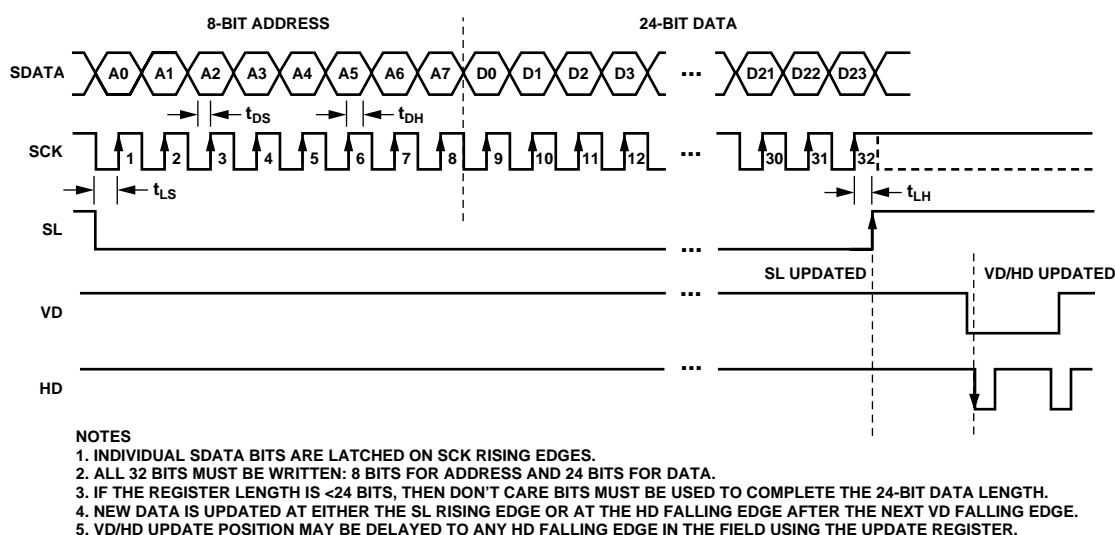 8-BIT ADDRESS 24-BIT DATA
SDATA A0 A1 A2 A3 A4 A5 A6 A7 D0 D1 D2 D3 ... D21 D22 D23
tDS tDH
SCK 1 2 3 4 5 6 7 8 9 10 11 12 ... 30 31 32
tLS tLH
SL ...
SL UPDATED VD/HD UPDATED
VD ...
HD ...
NOTES
1. INDIVIDUAL SDATA BITS ARE LATCHED ON SCK RISING EDGES.
2. ALL 32 BITS MUST BE WRITTEN: 8 BITS FOR ADDRESS AND 24 BITS FOR DATA.
3. IF THE REGISTER LENGTH IS <24 BITS, THEN DON'T CARE BITS MUST BE USED TO COMPLETE THE 24-BIT DATA LENGTH.
4. NEW DATA IS UPDATED AT EITHER THE SL RISING EDGE OR AT THE HD FALLING EDGE AFTER THE NEXT VD FALLING EDGE.
5. VD/HD UPDATE POSITION MAY BE DELAYED TO ANY HD FALLING EDGE IN THE FIELD USING THE UPDATE REGISTER.